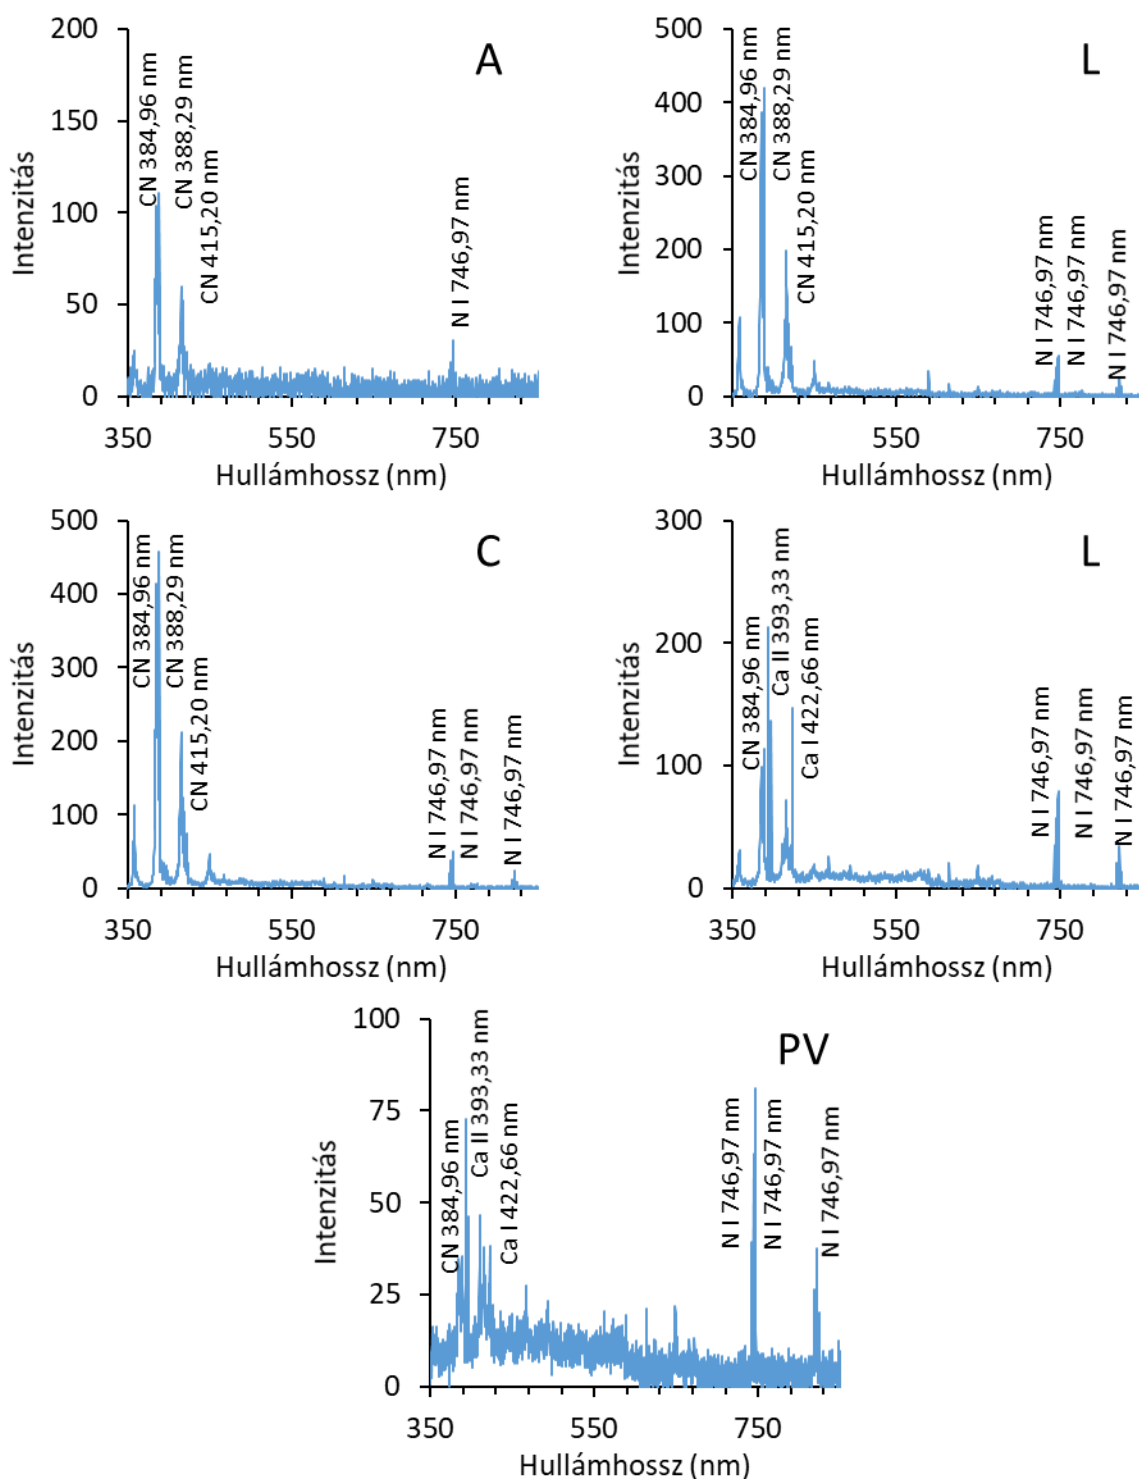 A
Intenzitás
200
150
100
50
0
CN 384,96 nm
CN 388,29 nm
CN 415,20 nm
N I 746,97 nm
350 550 750
Hullámhossz (nm)
L
Intenzitás
500
400
300
200
100
0
CN 384,96 nm
CN 388,29 nm
CN 415,20 nm
N I 746,97 nm
N I 746,97 nm
N I 746,97 nm
350 550 750
Hullámhossz (nm)
C
Intenzitás
500
400
300
200
100
0
CN 384,96 nm
CN 388,29 nm
CN 415,20 nm
N I 746,97 nm
N I 746,97 nm
N I 746,97 nm
350 550 750
Hullámhossz (nm)
L
Intenzitás
300
200
100
0
CN 384,96 nm
Ca II 393,33 nm
Ca I 422,66 nm
N I 746,97 nm
N I 746,97 nm
N I 746,97 nm
350 550 750
Hullámhossz (nm)
PV
Intenzitás
100
75
50
25
0
CN 384,96 nm
Ca II 393,33 nm
Ca I 422,66 nm
N I 746,97 nm
N I 746,97 nm
N I 746,97 nm
350 550 750
Hullámhossz (nm)